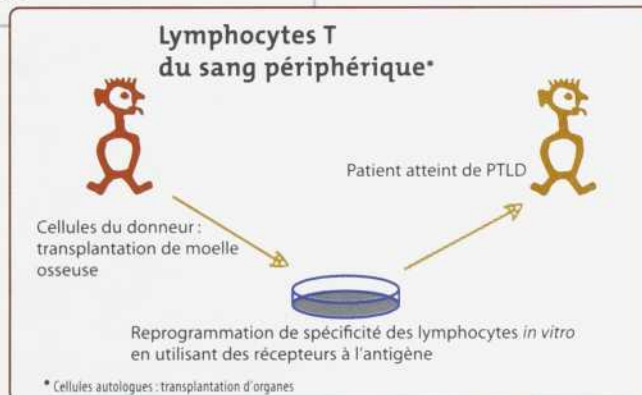 Lymphocytes T
du sang périphérique*
Patient atteint de PTLD
Cellules du donneur :
transplantation de moelle
osseuse
Reprogrammation de spécificité des lymphocytes in vitro
en utilisant des récepteurs à l'antigène
* Cellules autologues : transplantation d'organes